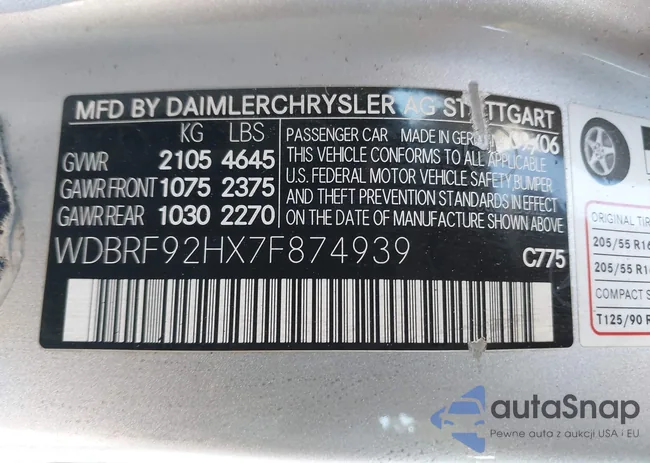 MFD BY DAIMLERCHRYSLER AG STUTTGART
KG LBS
GVWR 2105 4645
GAWR FRONT 1075 2375
GAWR REAR 1030 2270
PASSENGER CAR MADE IN /06
THIS VEHICLE CONFORMS TO ALL APPLICABLE
U.S. FEDERAL MOTOR VEHICLE SAFETY, BUMPER
AND THEFT PREVENTION STANDARDS IN
EFFECT ON THE DATE OF MANUFACTURE
SHOWN ABOVE
WDBRF92HX7F874939
C775
ORIGINAL
205/55 R16
205/55
COMPACT
T125/90
autaSnap
Pewne auta z aukcji USA i EU